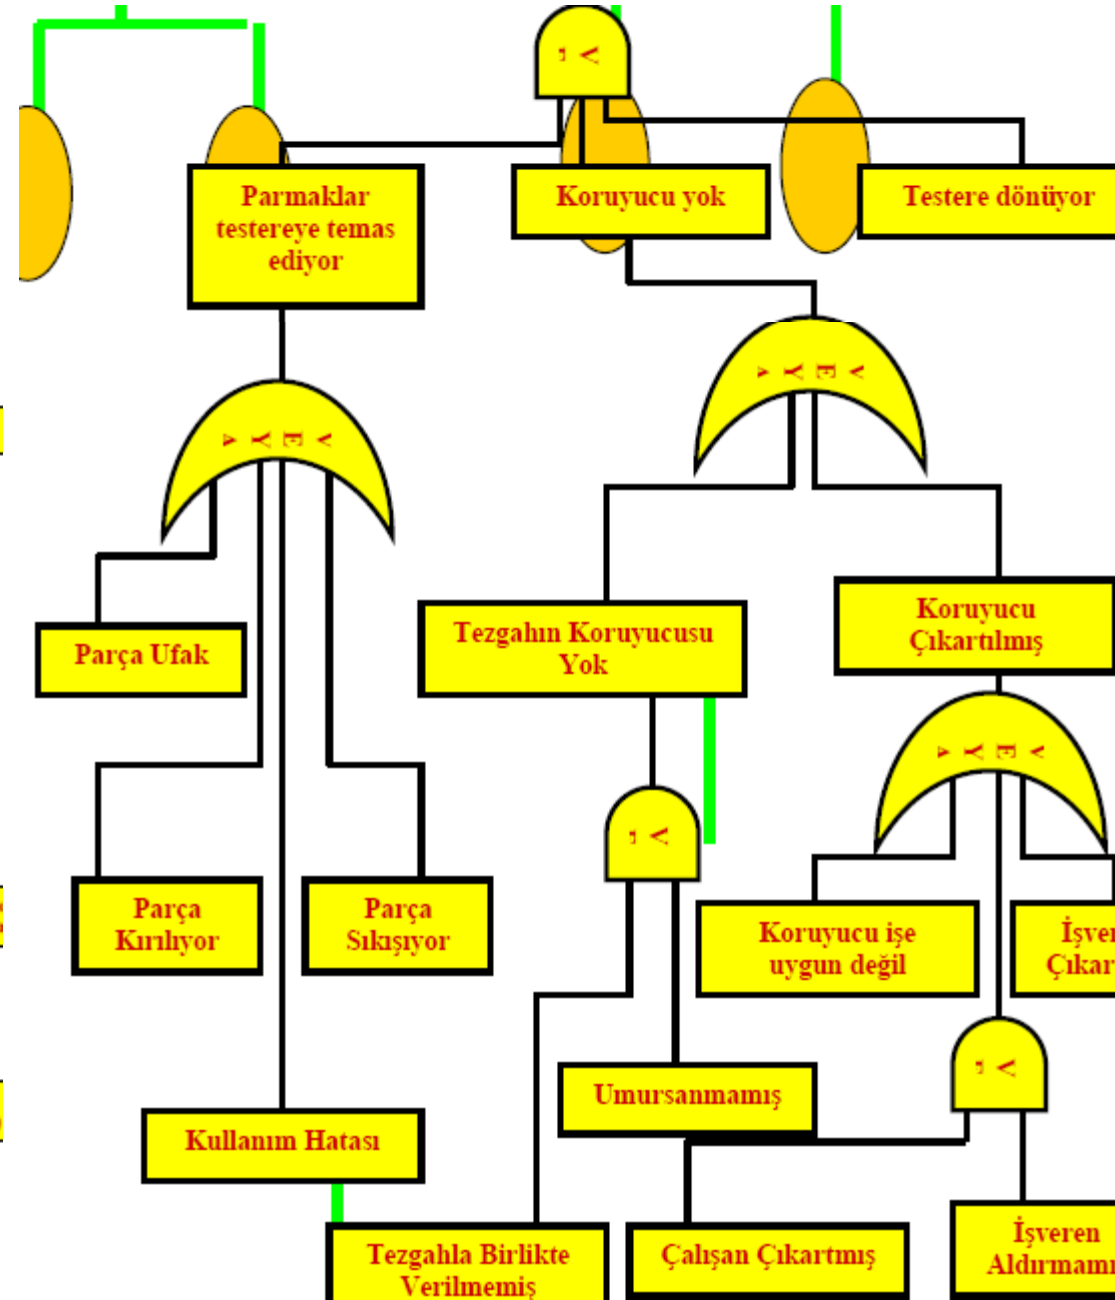 V
Parmaklar
testereye temas
ediyor
Koruyucu yok
Testere dönüyor
V E Y A
V E Y A
Parça Ufak
Tezgahın Koruyucusu
Yok
Koruyucu
Çıkartılmış
V E Y A
V
Parça
Kırılıyor
Parça
Sıkışıyor
Koruyucu işe
uygun değil
V
Umursanmamış
Kullanım Hatası
Tezgahla Birlikte
Verilmemiş
Çalışan Çıkartmış
İşveren